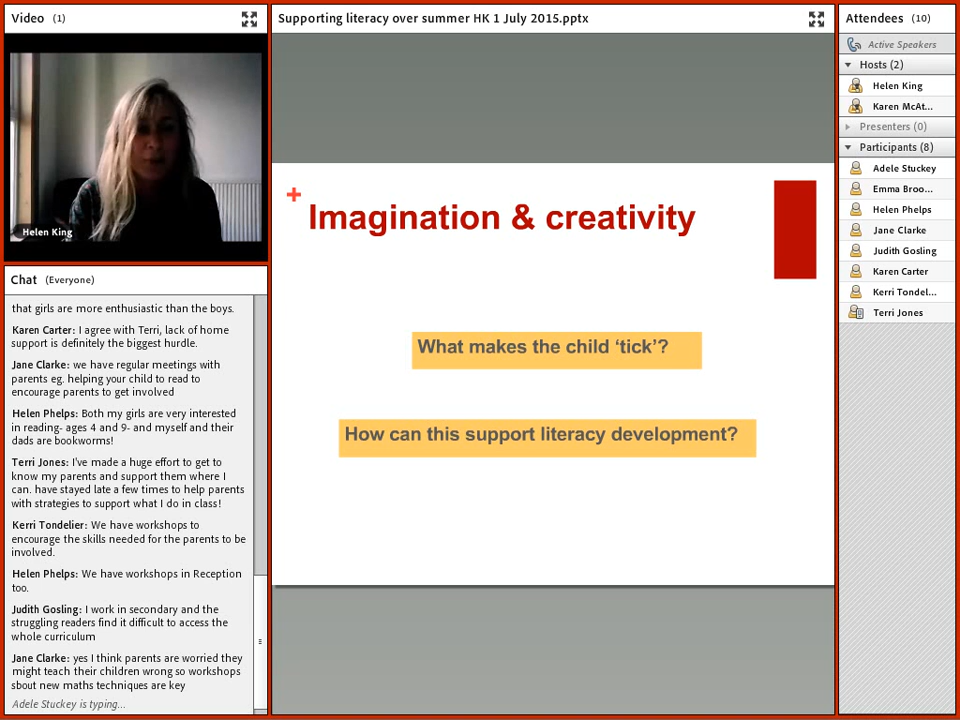 Video (1)
Helen King
Chat (Everyone)
that girls are more enthusiastic than the boys.
Karen Carter: I agree with Terri, lack of home
support is definitely the biggest hurdle.
Jane Clarke: we have regular meetings with
parents eg. helping your child to read to
encourage parents to get involved
Helen Phelps: Both my girls are very interested
in reading- ages 4 and 9- and myself and their
dads are bookworms!
Terri Jones: I've made a huge effort to get to
know my parents and support them where I
can. have stayed late a few times to help parents
with strategies to support what I do in class!
Kerri Tondelier: We have workshops to
encourage the skills needed for the parents to be
involved.
Helen Phelps: We have workshops in Reception
too.
Judith Gosling: I work in secondary and the
struggling readers find it difficult to access the
whole curriculum
Jane Clarke: yes I think parents are worried they
might teach their children wrong so workshops
sbout new maths techniques are key
Adele Stuckey is typing...
Supporting literacy over summer HK 1 July 2015.pptx
+
Imagination & creativity
What makes the child ‘tick’?
How can this support literacy development?
Attendees (10)
Active Speakers
Hosts (2)
Helen King
Karen McAt...
Presenters (0)
Participants (8)
Adele Stuckey
Emma Broo...
Helen Phelps
Jane Clarke
Judith Gosling
Karen Carter
Kerri Tondel...
Terri Jones